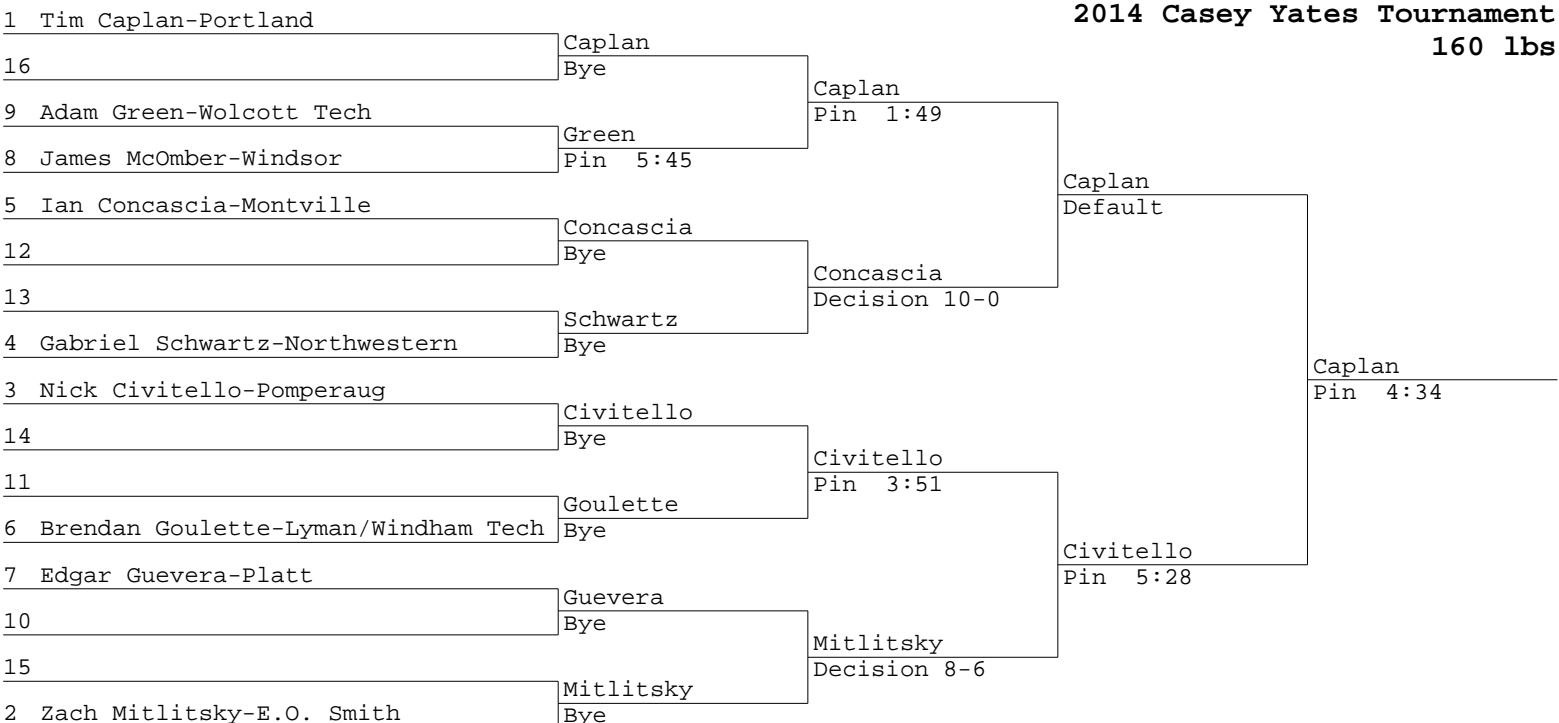 2014 Casey Yates Tournament
160 lbs
1 Tim Caplan-Portland
16
9 Adam Green-Wolcott Tech
8 James McOmber-Windsor
5 Ian Concascia-Montville
12
13
4 Gabriel Schwartz-Northwestern
3 Nick Civitello-Pomperaug
14
11
6 Brendan Goulette-Lyman/Windham Tech
7 Edgar Guevera-Platt
10
15
2 Zach Mitlitsky-E.O. Smith
Caplan
Bye
Green
Pin 5:45
Concascia
Bye
Schwartz
Bye
Civitello
Bye
Goulette
Bye
Guevera
Bye
Mitlitsky
Bye
Caplan
Pin 1:49
Concascia
Decision 10-0
Civitello
Pin 3:51
Mitlitsky
Decision 8-6
Caplan
Default
Civitello
Pin 5:28
Caplan
Pin 4:34